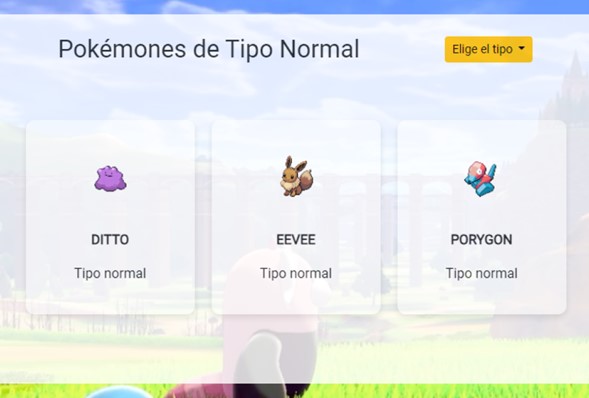 Pokémones de Tipo Normal
Elige el tipo
DITTO
EEVEE
PORYGON
Tipo normal
Tipo normal
Tipo normal